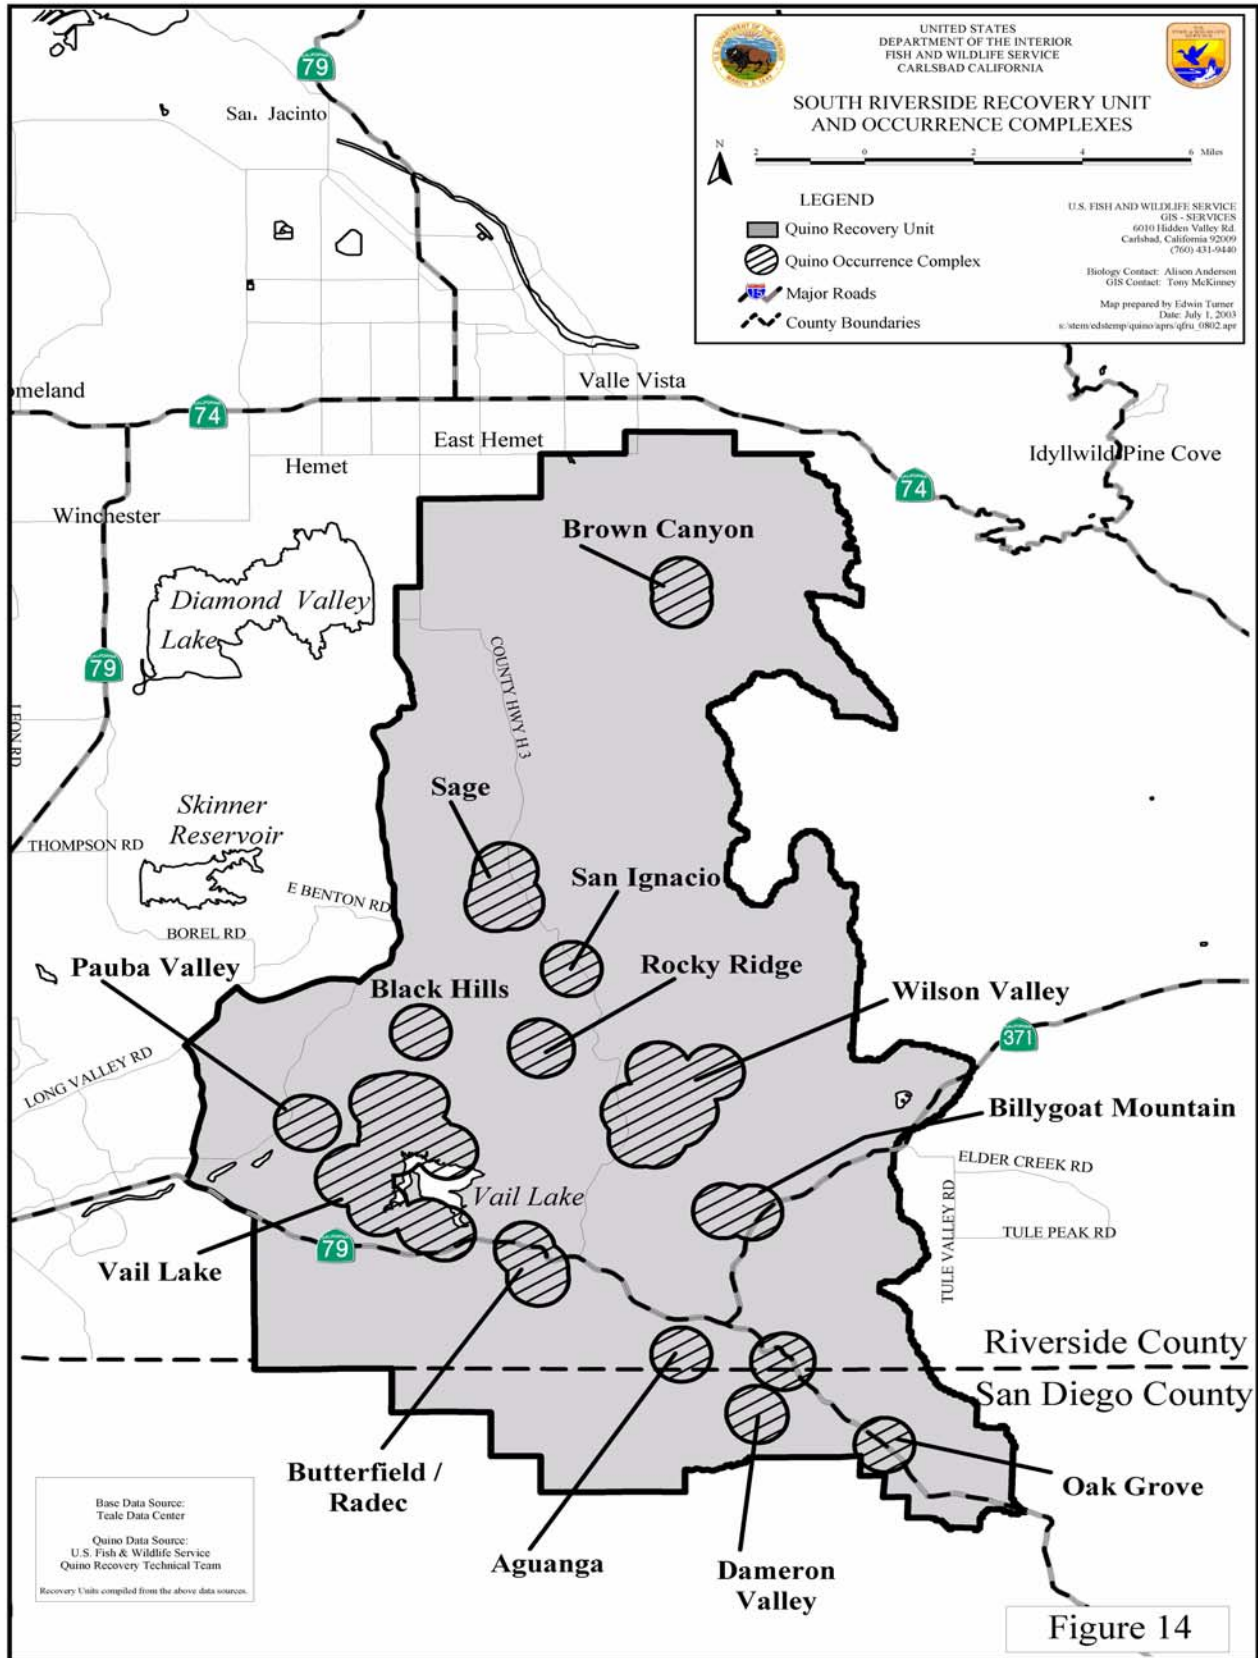 UNITED STATES
DEPARTMENT OF THE INTERIOR
FISH AND WILDLIFE SERVICE
CARLSBAD CALIFORNIA
SOUTH RIVERSIDE RECOVERY UNIT
AND OCCURRENCE COMPLEXES
N
2 0 2 4 6 Miles
LEGEND
Quino Recovery Unit
Quino Occurrence Complex
15
Major Roads
County Boundaries
U.S. FISH AND WILDLIFE SERVICE
GIS - SERVICES
6010 Hidden Valley Rd.
Carlsbad, California 92009
(760) 431-9440
Biology Contact: Alison Anderson
GIS Contact: Tony McKinney
Map prepared by Edwin Turner
Date: July 1, 2003
79
San Jacinto
omeland
74
Valle Vista
East Hemet
Hemet
Idyllwild Pine Cove
74
Winchester
Brown Canyon
Diamond Valley
Lake
79
COUNTY HWY H3
LEON RD
Sage
Skinner
Reservoir
THOMPSON RD
San Ignacio
E BENTON RD
BOREL RD
Pauba Valley
Rocky Ridge
Black Hills
Wilson Valley
371
LONG VALLEY RD
Billygoat Mountain
ELDER CREEK RD
TULE VALLEY RD
TULE PEAK RD
Vail Lake
79
Vail Lake
Riverside County
San Diego County
Butterfield /
Radec
Oak Grove
Aguanga
Dameron
Valley
Base Data Source:
Teale Data Center
Quino Data Source:
U.S. Fish & Wildlife Service
Quino Recovery Technical Team
Recovery Units compiled from the above data sources.
Figure 14